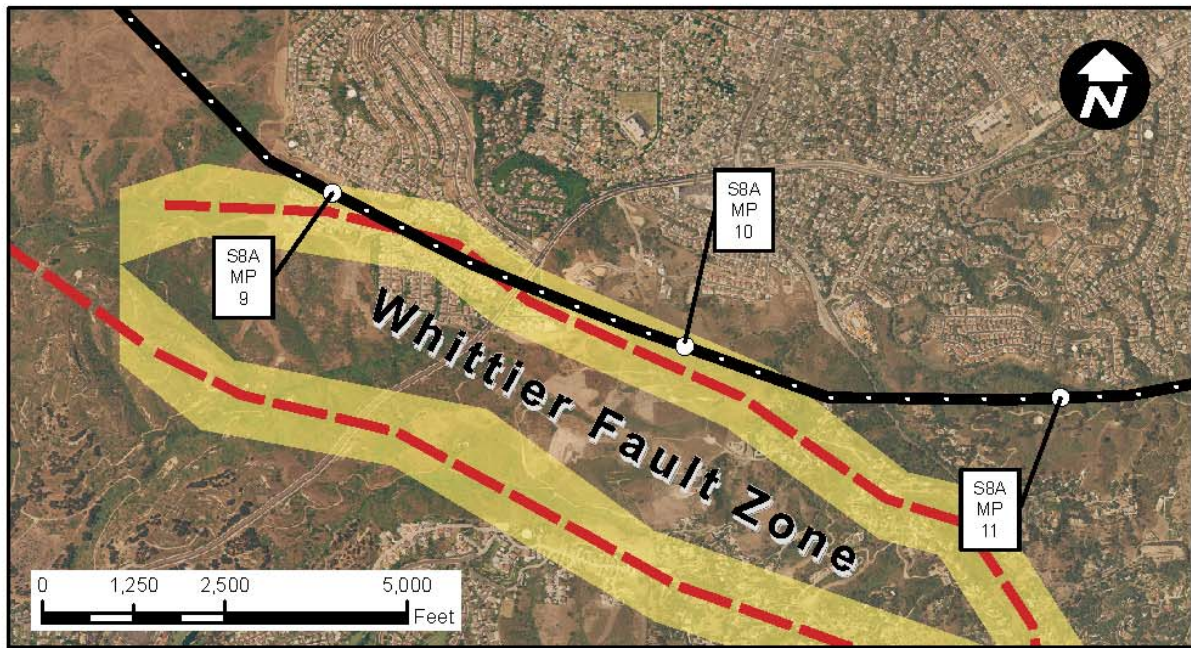 N
S8A
MP
10
S8A
MP
9
Whittier Fault Zone
S8A
MP
11
0 1,250 2,500 5,000
Feet